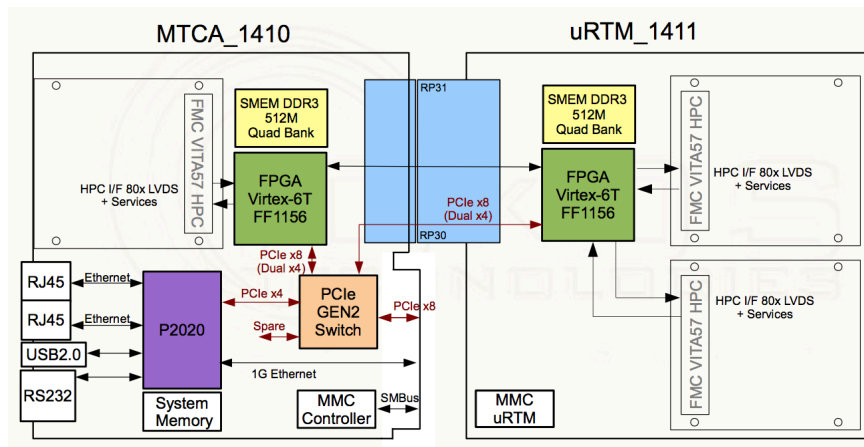 MTCA_1410
uRTM_1411
SMEM DDR3
512M
Quad Bank
FMC VITA57 HPC
HPC I/F 80x LVDS
+ Services
FPGA
Virtex-6T
FF1156
RP31
RP30
PCIe x8
(Dual x4)
PCIe x8
(Dual x4)
RJ45
Ethernet
RJ45
Ethernet
USB2.0
RS232
P2020
PCIe x4
Spare
PCIe
GEN2
Switch
PCIe x8
1G Ethernet
System
Memory
MMC
Controller
SMBus
SMEM DDR3
512M
Quad Bank
FPGA
Virtex-6T
FF1156
FMC VITA57 HPC
HPC I/F 80x LVDS
+ Services
FMC VITA57 HPC
HPC I/F 80x LVDS
+ Services
MMC
uRTM